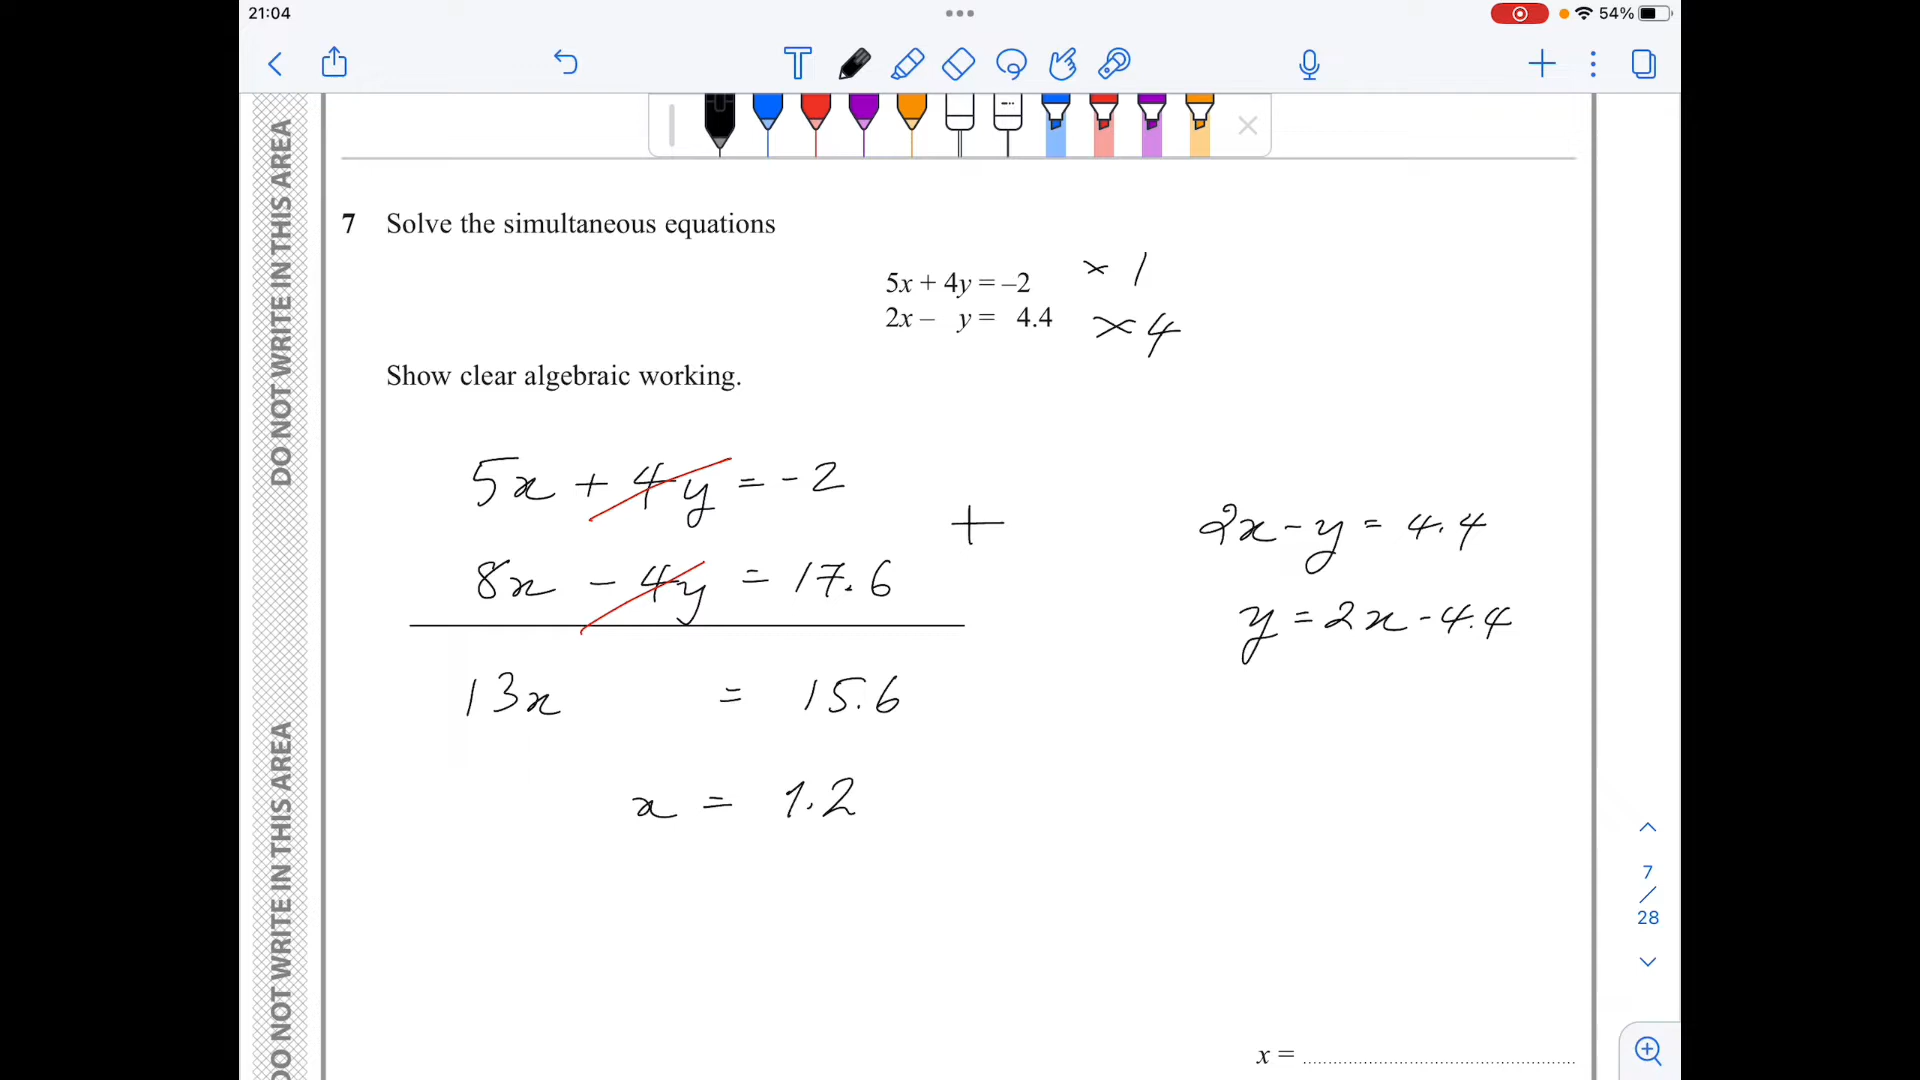 21:04
54%
T
DO NOT WRITE IN THIS AREA
7 Solve the simultaneous equations
5x + 4y = –2 × 1
2x – y = 4.4 × 4
Show clear algebraic working.
5x + 4y = -2
+
8x - 4y = 17.6
13x = 15.6
x = 1.2
2x - y = 4.4
y = 2x - 4.4
DO NOT WRITE IN THIS AREA
7
/
28
x =